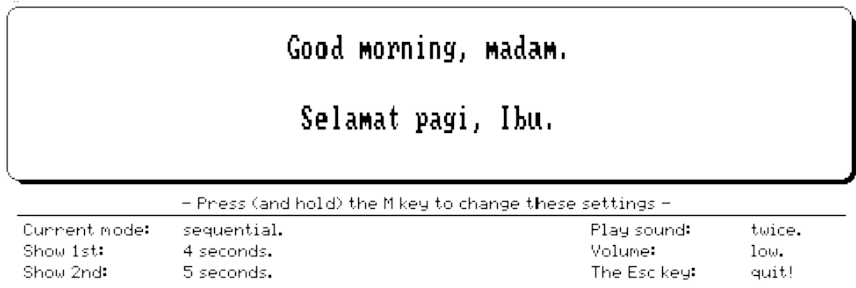 Good morning, madam.
Selamat pagi, Ibu.
- Press (and hold) the M key to change these settings -
Current mode: sequential. Play sound: twice.
Show 1st: 4 seconds. Volume: low.
Show 2nd: 5 seconds. The Esc key: quit!